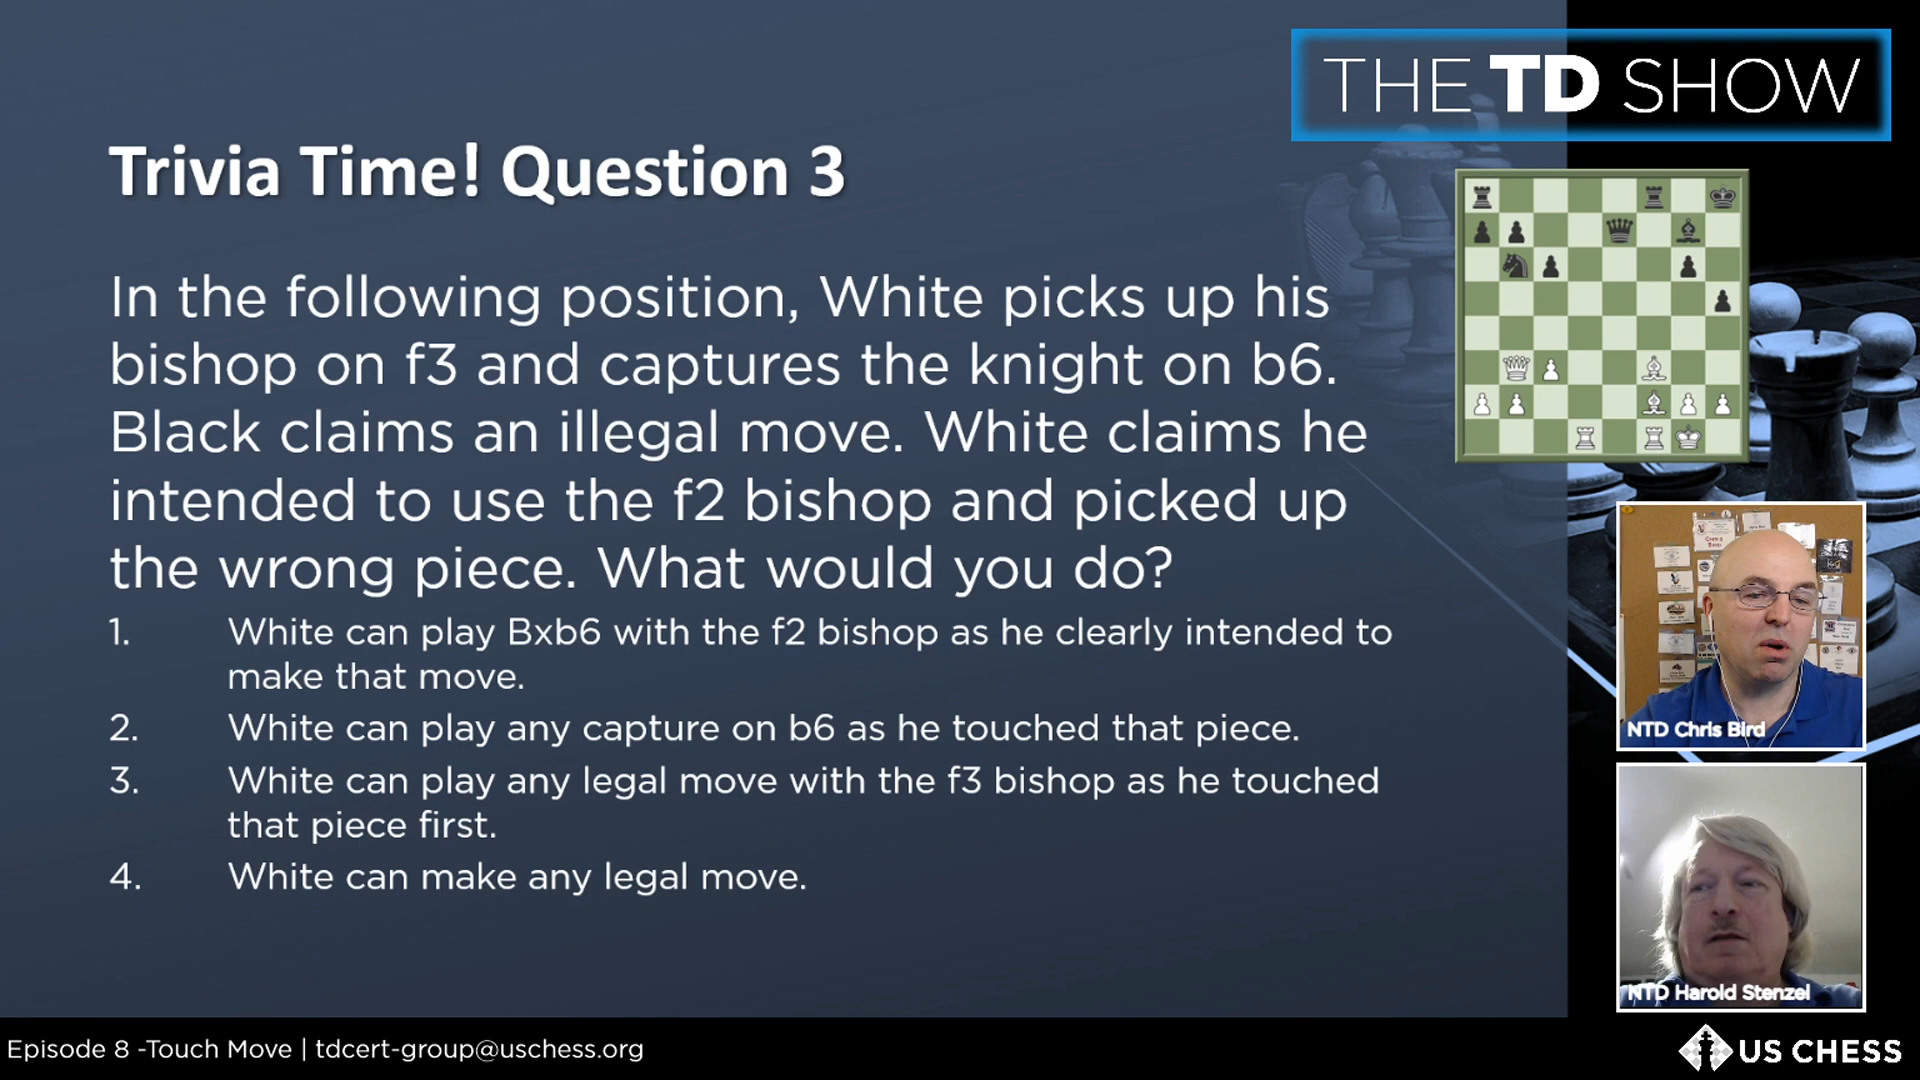 THE TD SHOW
Trivia Time! Question 3
In the following position, White picks up his
bishop on f3 and captures the knight on b6.
Black claims an illegal move. White claims he
intended to use the f2 bishop and picked up
the wrong piece. What would you do?
1. White can play Bxb6 with the f2 bishop as he clearly intended to
make that move.
2. White can play any capture on b6 as he touched that piece.
3. White can play any legal move with the f3 bishop as he touched
that piece first.
4. White can make any legal move.
NTD Chris Bird
NTD Harold Stenzel
Episode 8 -Touch Move | tdcert-group@uschess.org
US CHESS